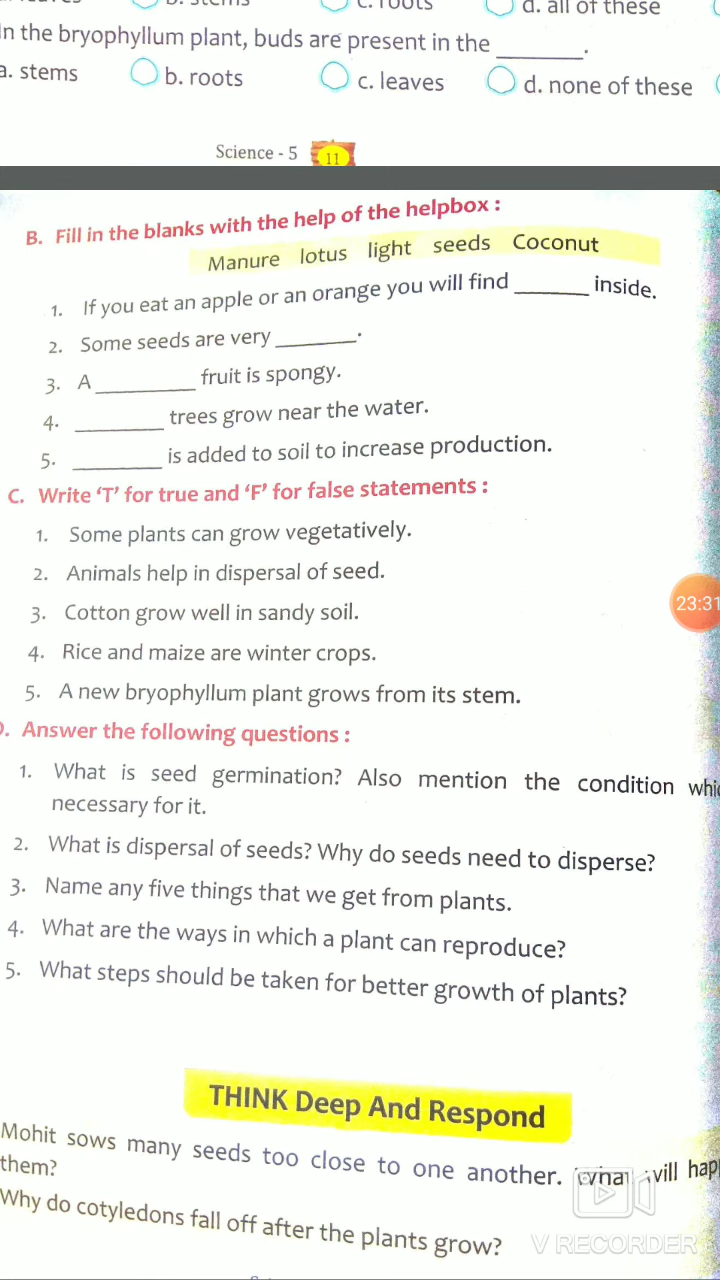 c. roots
d. all of these
In the bryophyllum plant, buds are present in the ________.
a. stems b. roots c. leaves d. none of these
Science - 5 11
B. Fill in the blanks with the help of the helpbox :
Manure lotus light seeds Coconut
1. If you eat an apple or an orange you will find ________ inside.
2. Some seeds are very ________.
3. A ________ fruit is spongy.
4. ________ trees grow near the water.
5. ________ is added to soil to increase production.
C. Write ‘T’ for true and ‘F’ for false statements :
1. Some plants can grow vegetatively.
2. Animals help in dispersal of seed.
3. Cotton grow well in sandy soil.
23:31
4. Rice and maize are winter crops.
5. A new bryophyllum plant grows from its stem.
D. Answer the following questions :
1. What is seed germination? Also mention the condition
necessary for it.
2. What is dispersal of seeds? Why do seeds need to disperse?
3. Name any five things that we get from plants.
4. What are the ways in which a plant can reproduce?
5. What steps should be taken for better growth of plants?
THINK Deep And Respond
Mohit sows many seeds too close to one another. What will
them?
Why do cotyledons fall off after the plants grow?
V RECORDER